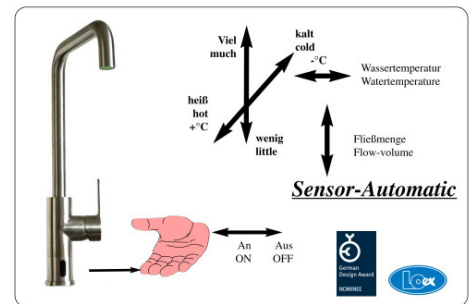 Viel
much
kalt
cold
-°C
Wassertemperatur
Watertemperature
heiß
hot
+°C
wenig
little
Fließmenge
Flow-volume
Sensor-Automatic
An
ON
Aus
OFF
German
Design Award
NOMINEE
Loex